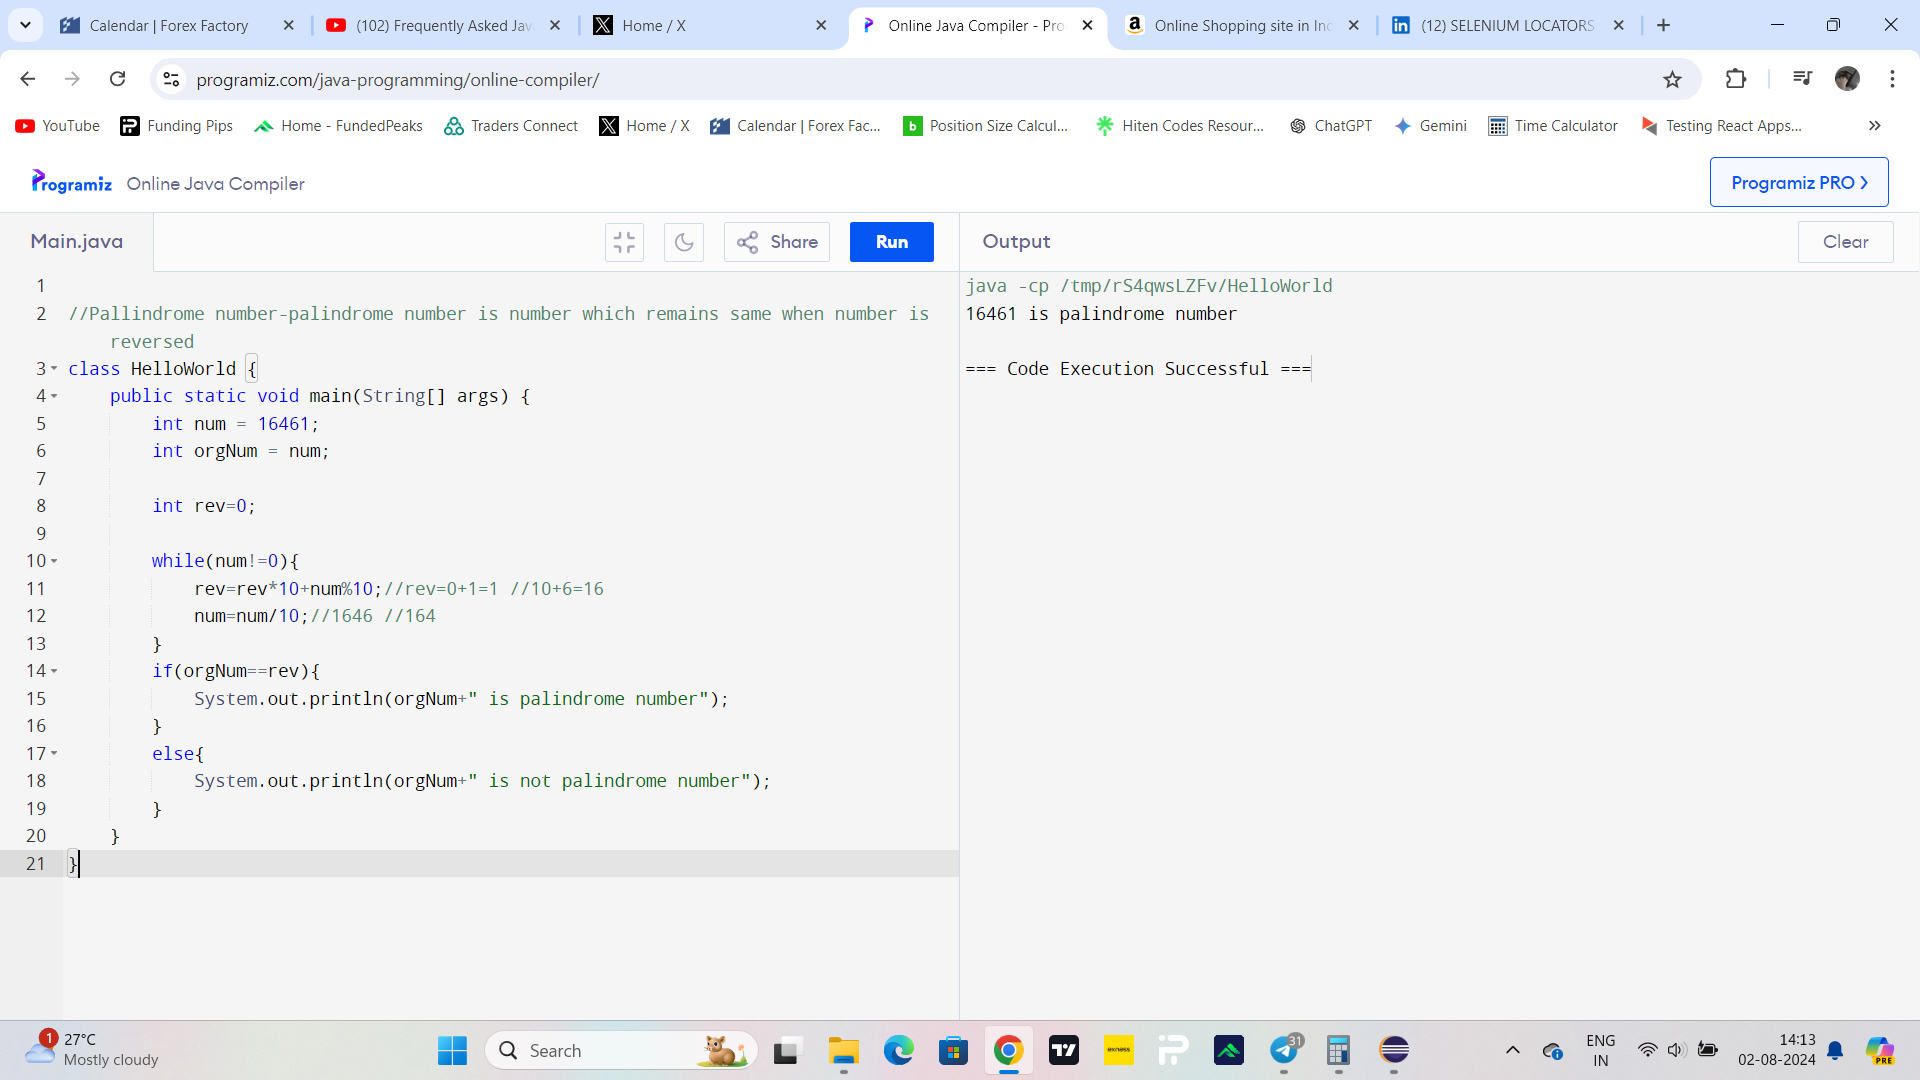 Calendar | Forex Factory
(102) Frequently Asked Jav
Home / X
Online Java Compiler - Pro
Online Shopping site in Inc
(12) SELENIUM LOCATORS
programiz.com/java-programming/online-compiler/
YouTube
Funding Pips
Home - FundedPeaks
Traders Connect
Home / X
Calendar | Forex Fac...
Position Size Calcul...
Hiten Codes Resour...
ChatGPT
Gemini
Time Calculator
Testing React Apps...
Programiz
Online Java Compiler
Programiz PRO
Main.java
Share
Run
Output
Clear
1
2 //Pallindrome number-palindrome number is number which remains same when number is
reversed
3 class HelloWorld {
4 public static void main(String[] args) {
5 int num = 16461;
6 int orgNum = num;
7
8 int rev=0;
9
10 while(num!=0){
11 rev=rev*10+num%10;//rev=0+1=1 //10+6=16
12 num=num/10;//1646 //164
13 }
14 if(orgNum==rev){
15 System.out.println(orgNum+" is palindrome number");
16 }
17 else{
18 System.out.println(orgNum+" is not palindrome number");
19 }
20 }
21 }
java -cp /tmp/rS4qwsLZFv/HelloWorld
16461 is palindrome number
=== Code Execution Successful ===
1
27°C
Mostly cloudy
Search
exness
31
ENG
IN
14:13
02-08-2024
PRE